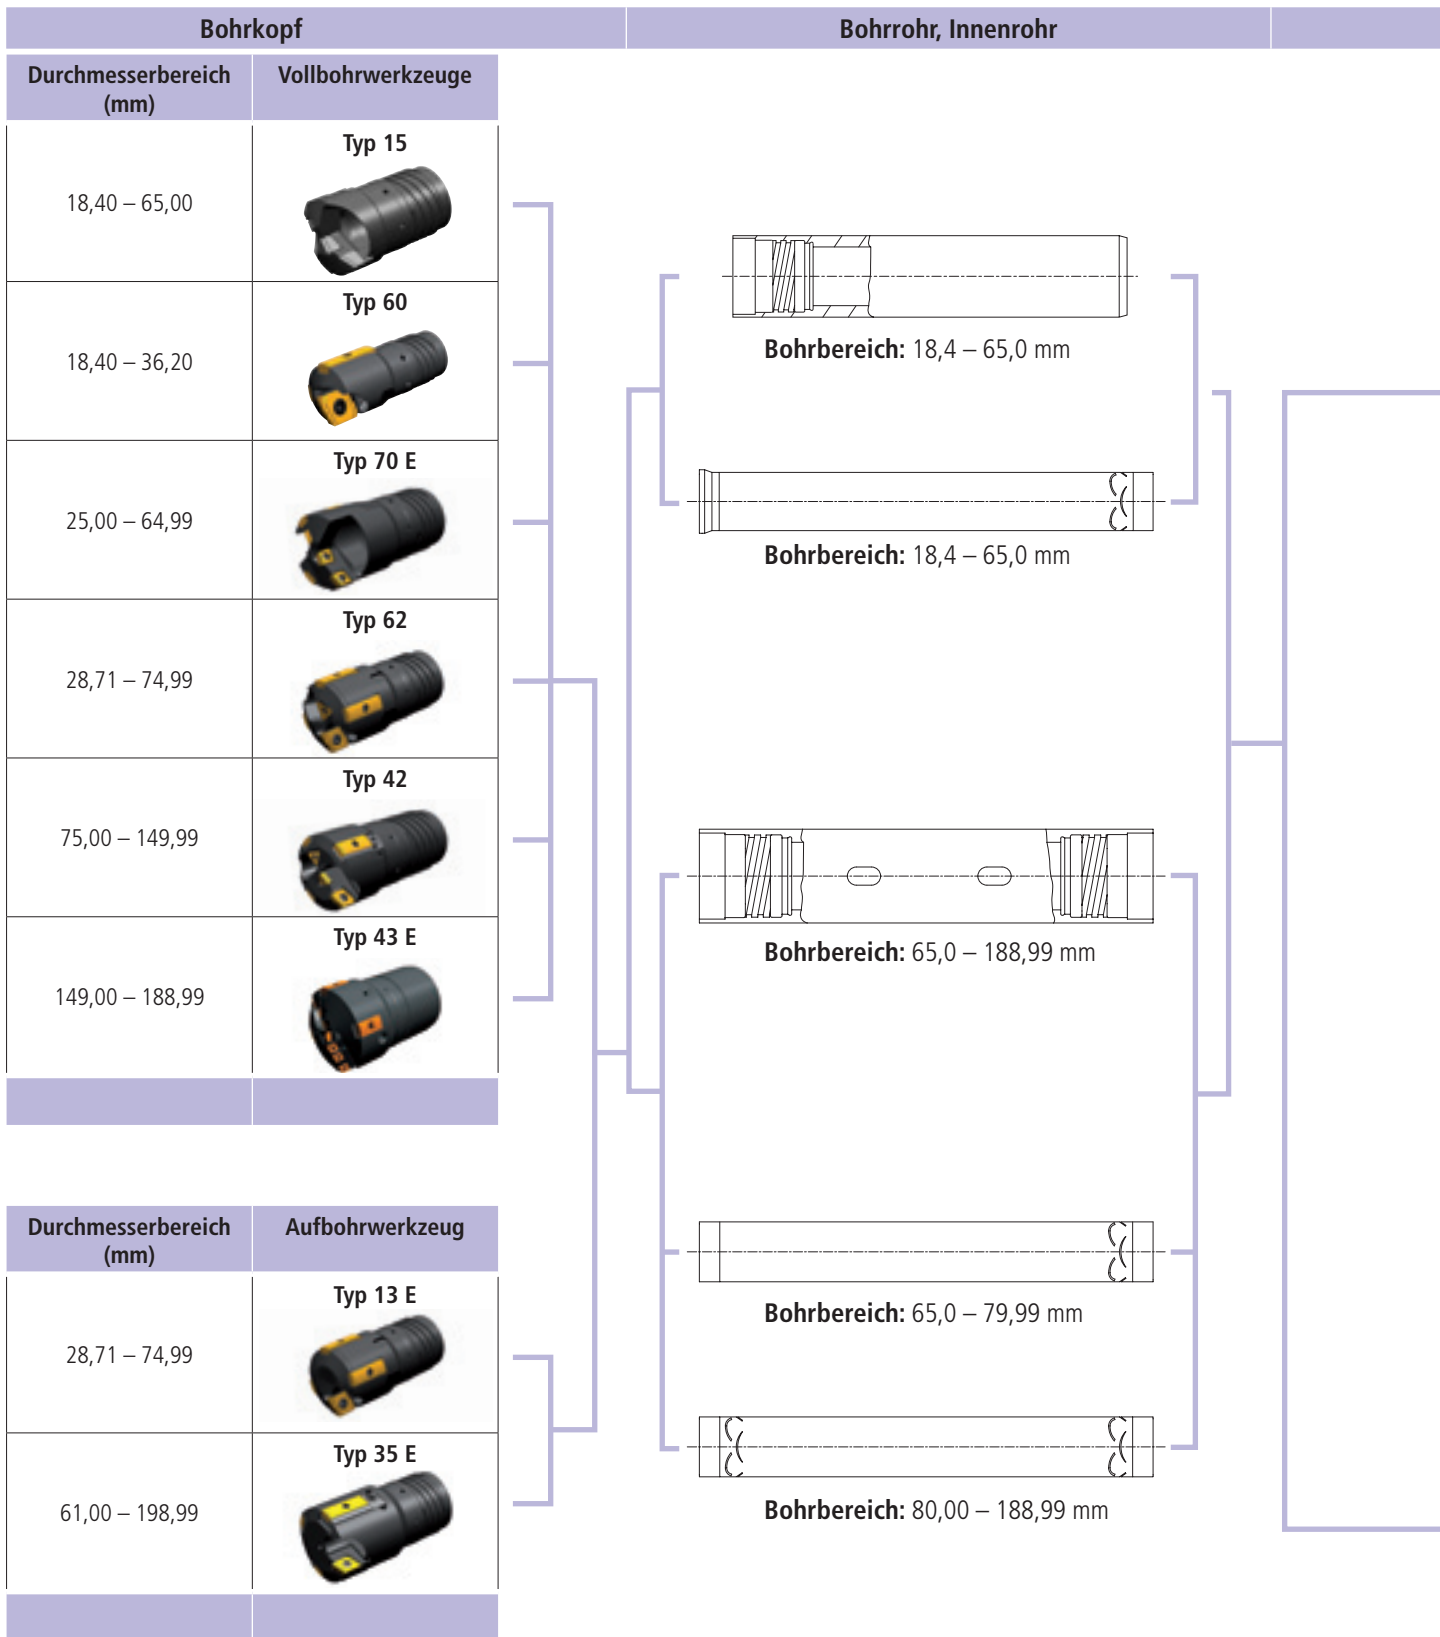 Bohrkopf
Bohrrohr, Innenrohr
Durchmesserbereich
(mm)
Vollbohrwerkzeuge
Typ 15
18,40 – 65,00
Typ 60
18,40 – 36,20
Typ 70 E
25,00 – 64,99
Typ 62
28,71 – 74,99
Typ 42
75,00 – 149,99
Typ 43 E
149,00 – 188,99
Durchmesserbereich
(mm)
Aufbohrwerkzeug
Typ 13 E
28,71 – 74,99
Typ 35 E
61,00 – 198,99
Bohrbereich: 18,4 – 65,0 mm
Bohrbereich: 18,4 – 65,0 mm
Bohrbereich: 65,0 – 188,99 mm
Bohrbereich: 65,0 – 79,99 mm
Bohrbereich: 80,00 – 188,99 mm